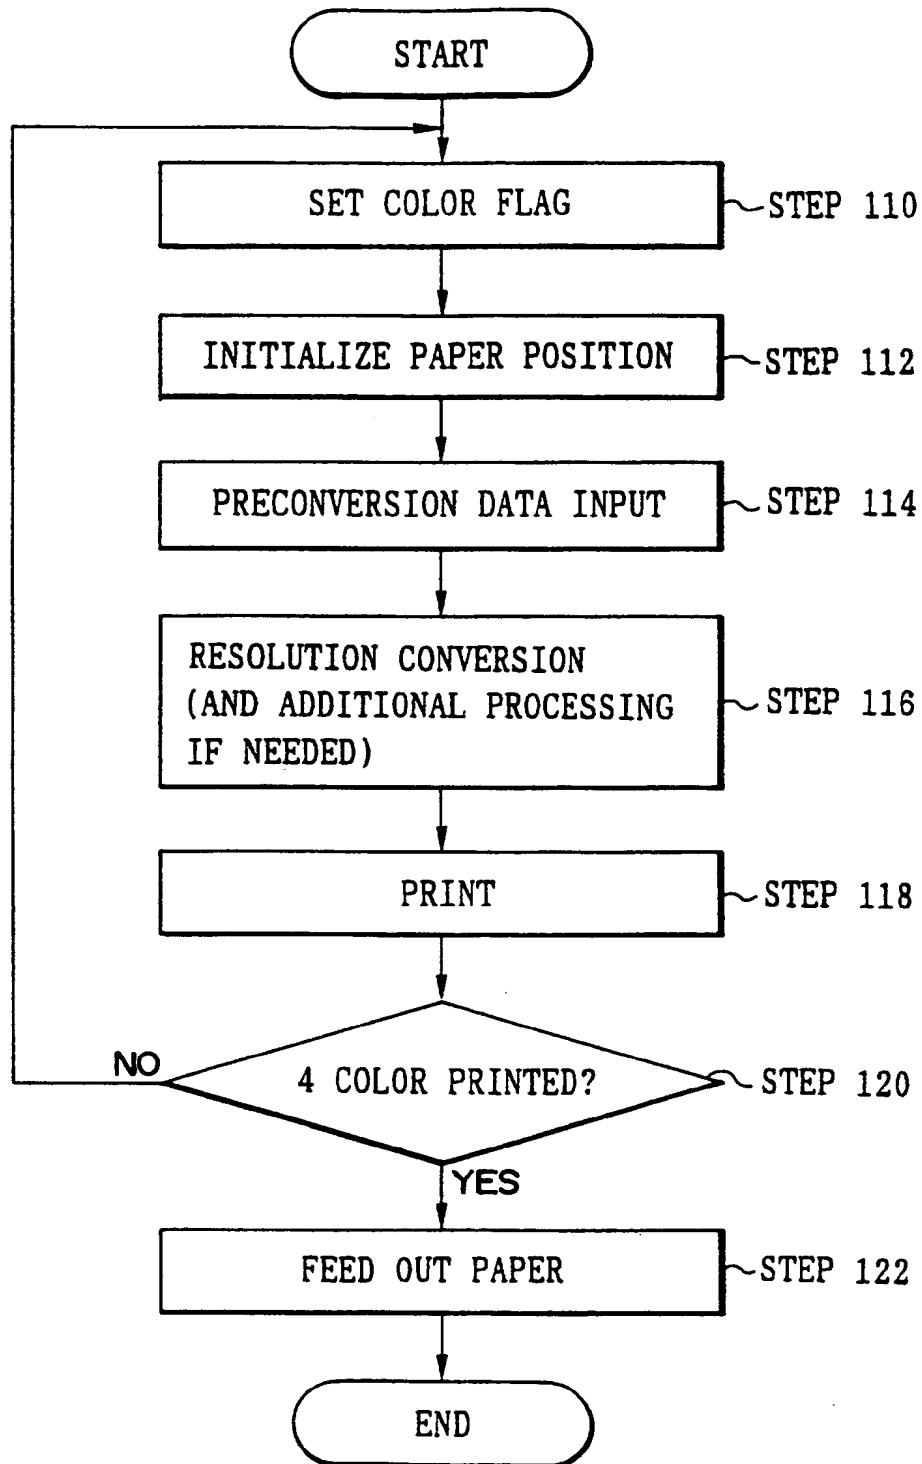 START
SET COLOR FLAG
STEP 110
INITIALIZE PAPER POSITION
STEP 112
PRECONVERSION DATA INPUT
STEP 114
RESOLUTION CONVERSION
(AND ADDITIONAL PROCESSING
IF NEEDED)
STEP 116
PRINT
STEP 118
4 COLOR PRINTED?
STEP 120
NO
YES
FEED OUT PAPER
STEP 122
END